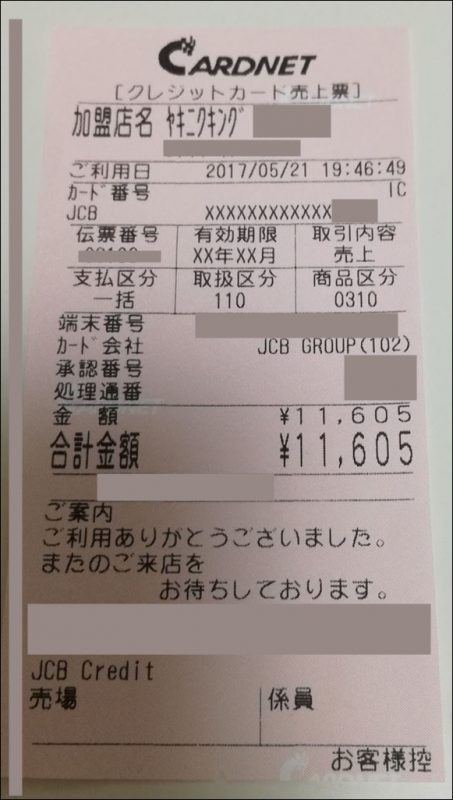 CARDNET
[クレジットカード売上票]
加盟店名 ﾔｷﾆｸｷﾝｸﾞ
ご利用日 2017/05/21 19:46:49
ｶｰﾄﾞ番号 IC
JCB XXXXXXXXXXXX
伝票番号 有効期限 取引内容
XX年XX月 売上
支払区分 取扱区分 商品区分
一括 110 0310
端末番号
ｶｰﾄﾞ会社 JCB GROUP(102)
承認番号
処理通番
金 額 ¥11,605
合計金額 ¥11,605
ご案内
ご利用ありがとうございました。
またのご来店を
お待ちしております。
JCB Credit
売場 係員
お客様控
CARDNET